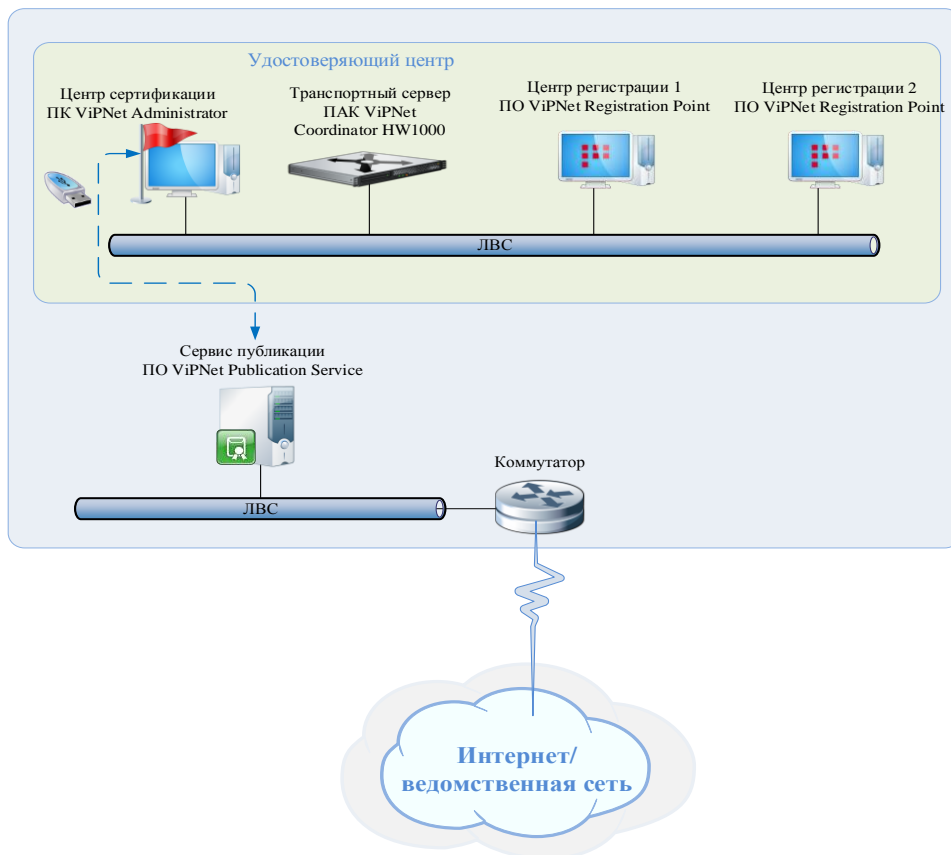 Удостоверяющий центр
Центр сертификации
ПК ViPNet Administrator
Транспортный сервер
ПАК ViPNet
Coordinator HW1000
Центр регистрации 1
ПО ViPNet Registration Point
Центр регистрации 2
ПО ViPNet Registration Point
ЛВС
Сервис публикации
ПО ViPNet Publication Service
Коммутатор
ЛВС
Интернет/
ведомственная сеть